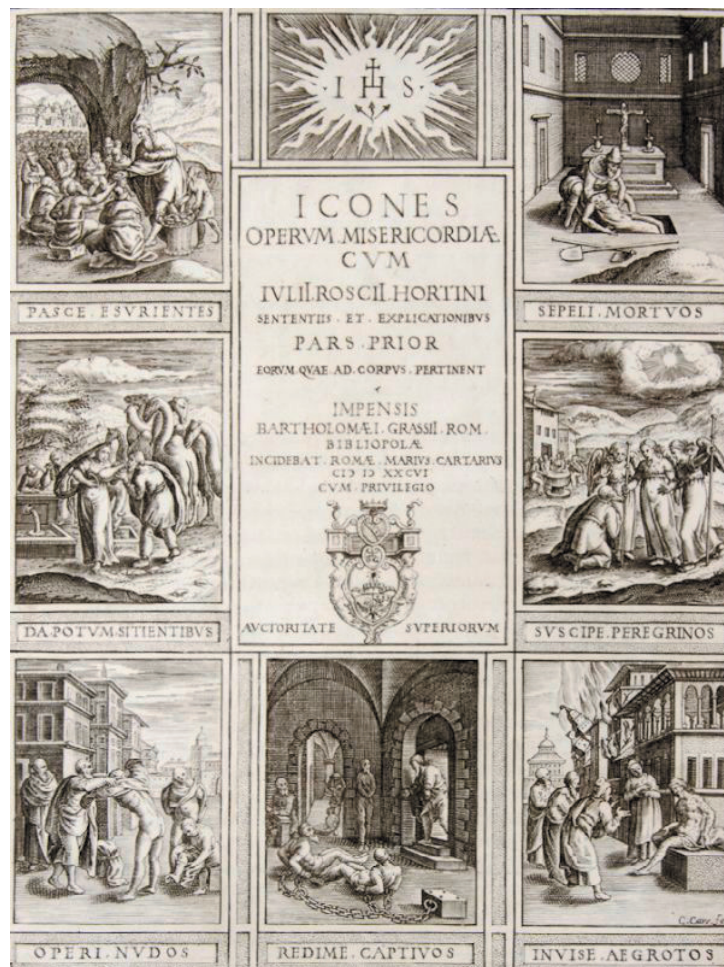 ·I·H·S·
ICONES
OPERVM.MISERICORDIÆ
CVM
IVLII.ROSCII.HORTINI
SENTENTIIS · ET · EXPLICATIONIBVS
PARS · PRIOR
EORVM.QVAE.AD.CORPVS.PERTINENT
IMPENSIS
BARTHOLOMÆI.GRASSII.ROM.
BIBLIOPOLÆ
INCIDEBAT.ROMÆ.MARIVS.CARTARIVS
CIƆ IƆ XXCVI
CVM.PRIVILEGIO
AVCTORITATE SVPERIORVM
PASCE.ESVRIENTES
SEPELI.MORTVOS
DA.POTVM.SITIENTIBVS
SVSCIPE.PEREGRINOS
OPERI.NVDOS
REDIME.CAPTIVOS
INVISE.AEGROTOS